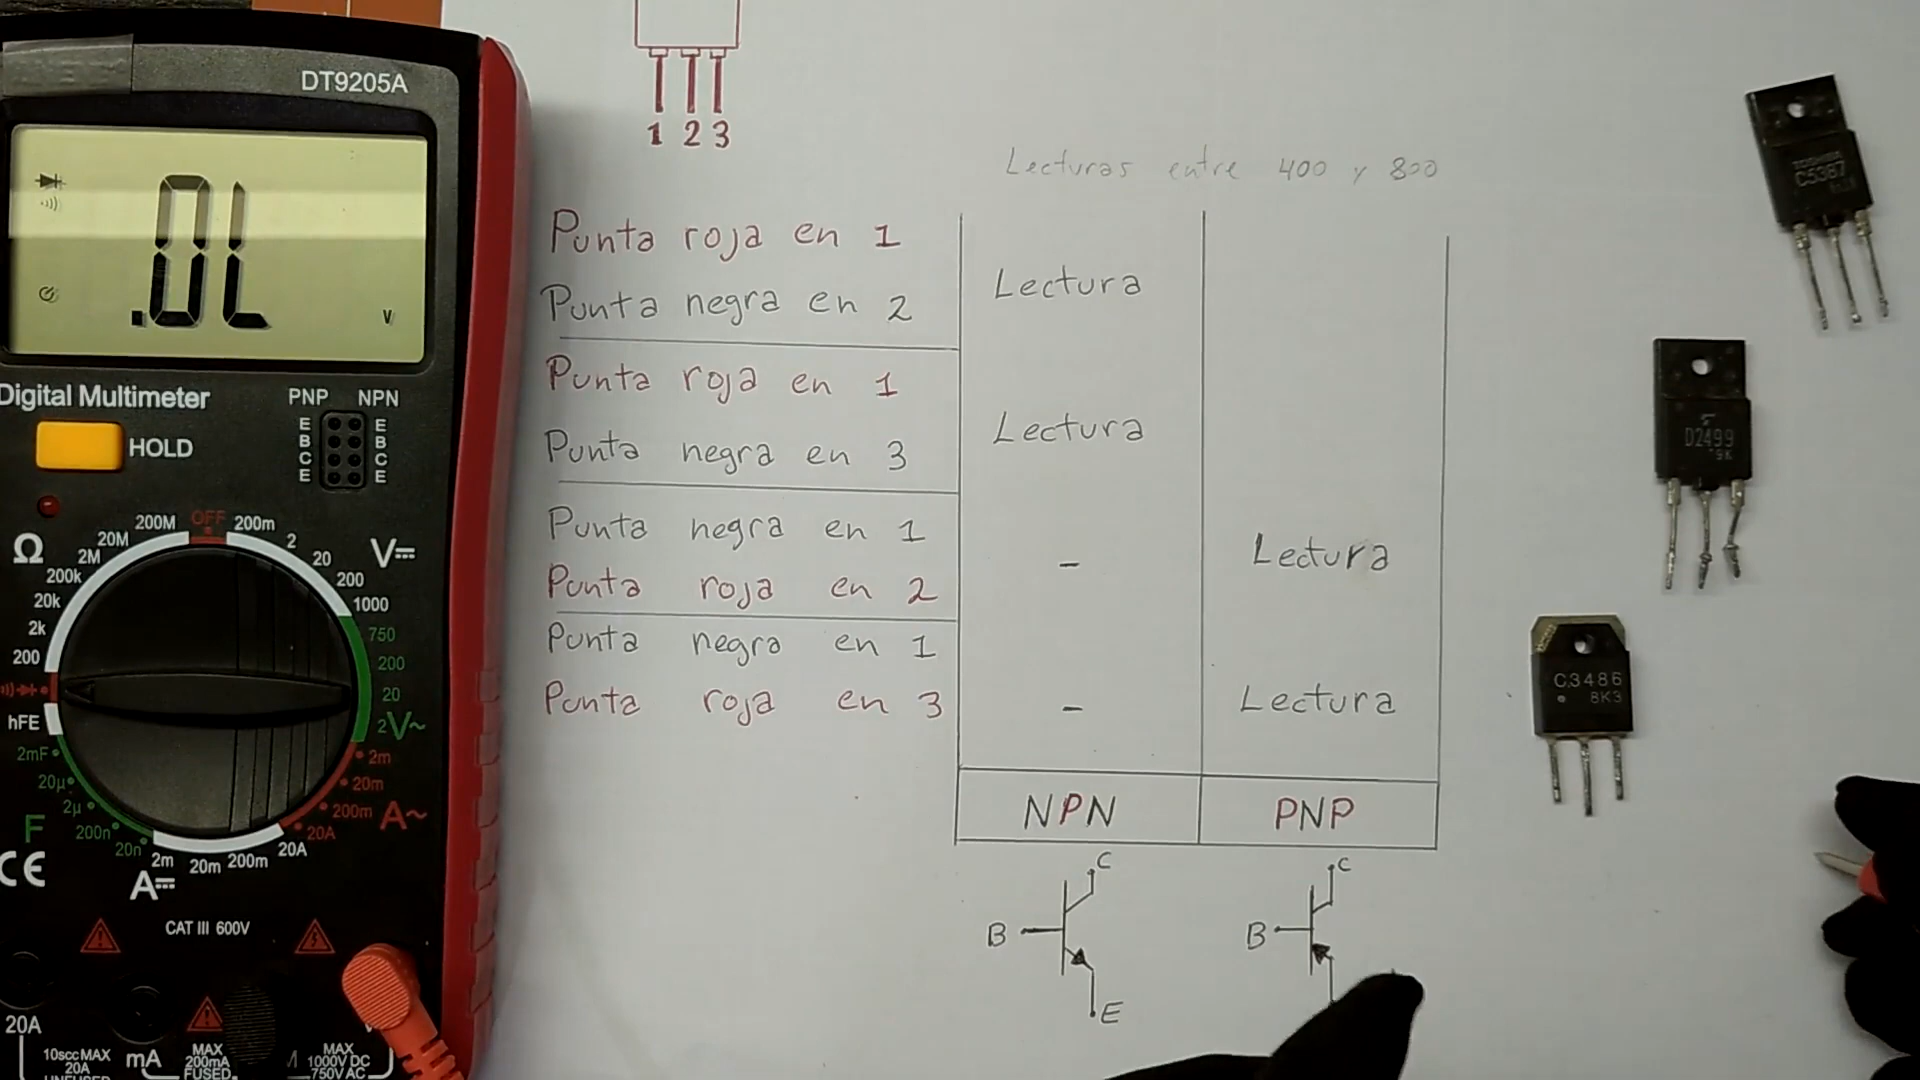 DT9205A
.0L
V
Digital Multimeter
HOLD
PNP NPN
E E
B B
C C
E E
OFF
200M 200m
20M 2
2M 20
200k 200
20k 1000
2k 750
200 200
20
hFE 2
Ω
V
V~
2mF 2m
20μ 20m
2μ 200m
200n 20A
20n
F
A~
2m 20m 200m 20A
A
CE
CAT III 600V
20A
10sec MAX
20A
mA
MAX
200mA
FUSED
MAX
1000V DC
750V AC
1 2 3
Lecturas entre 400 y 800
Punta roja en 1
Punta negra en 2
Lectura
Punta roja en 1
Punta negra en 3
Lectura
Punta negra en 1
Punta roja en 2
- Lectura
Punta negra en 1
Punta roja en 3
- Lectura
NPN PNP
C
B
E
C
B
TOSHIBA
C5387
D2499
9K
C3486
8K3